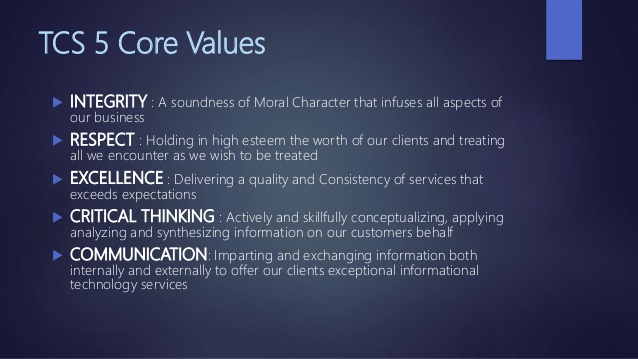 TCS 5 Core Values
INTEGRITY : A soundness of Moral Character that infuses all aspects of
our business
RESPECT : Holding in high esteem the worth of our clients and treating
all we encounter as we wish to be treated
EXCELLENCE : Delivering a quality and Consistency of services that
exceeds expectations
CRITICAL THINKING : Actively and skillfully conceptualizing, applying
analyzing and synthesizing information on our customers behalf
COMMUNICATION: Imparting and exchanging information both
internally and externally to offer our clients exceptional informational
technology services